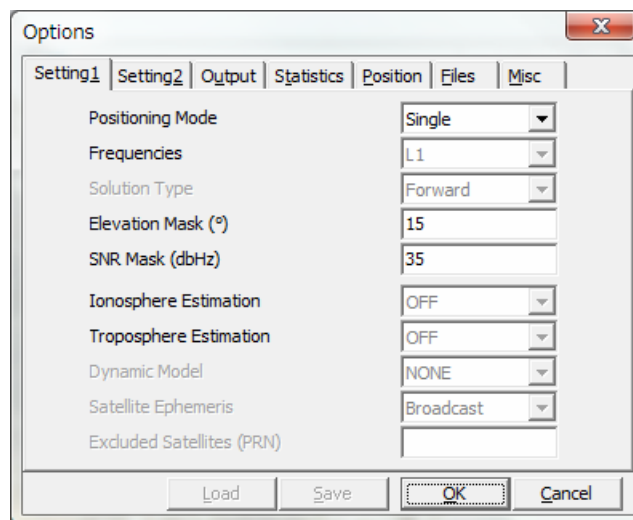 Options
Setting1 Setting2 Output Statistics Position Files Misc
Positioning Mode Single
Frequencies L1
Solution Type Forward
Elevation Mask (°) 15
SNR Mask (dbHz) 35
Ionosphere Estimation OFF
Troposphere Estimation OFF
Dynamic Model NONE
Satellite Ephemeris Broadcast
Excluded Satellites (PRN)
Load Save OK Cancel